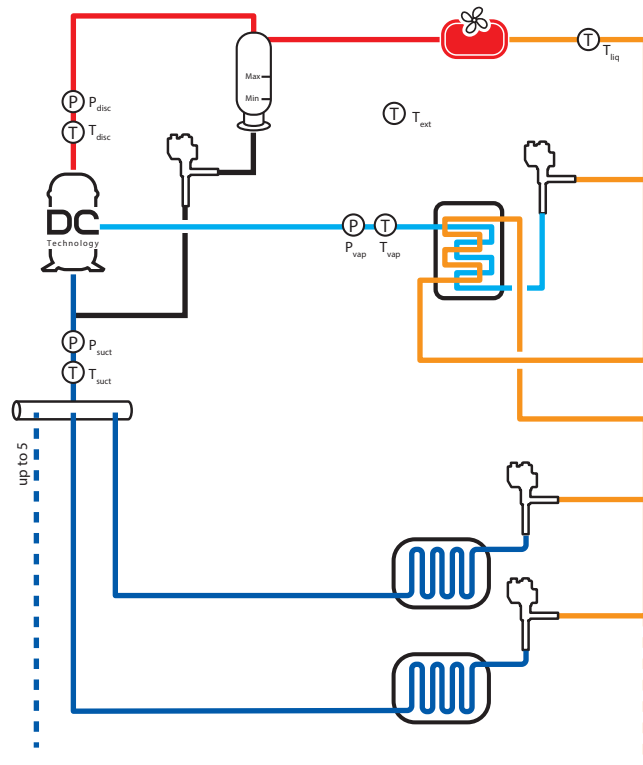 Max
Min
T
T liq
P
P disc
T
T disc
T
T ext
DC
Technology
P
T
P vap
T vap
P
P suct
T
T suct
up to 5